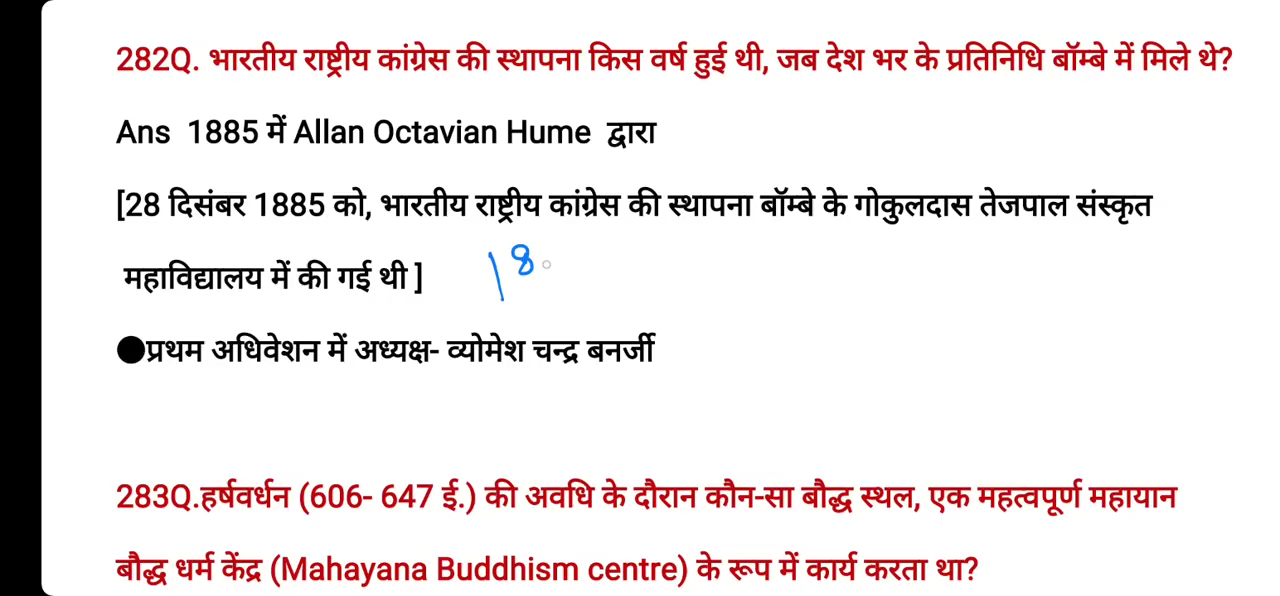 282Q. भारतीय राष्ट्रीय कांग्रेस की स्थापना किस वर्ष हुई थी, जब देश भर के प्रतिनिधि बॉम्बे में मिले थे?
Ans 1885 में Allan Octavian Hume द्वारा
[28 दिसंबर 1885 को, भारतीय राष्ट्रीय कांग्रेस की स्थापना बॉम्बे के गोकुलदास तेजपाल संस्कृत
महाविद्यालय में की गई थी ] 18
●प्रथम अधिवेशन में अध्यक्ष- व्योमेश चन्द्र बनर्जी
283Q.हर्षवर्धन (606- 647 ई.) की अवधि के दौरान कौन-सा बौद्ध स्थल, एक महत्वपूर्ण महायान
बौद्ध धर्म केंद्र (Mahayana Buddhism centre) के रूप में कार्य करता था?